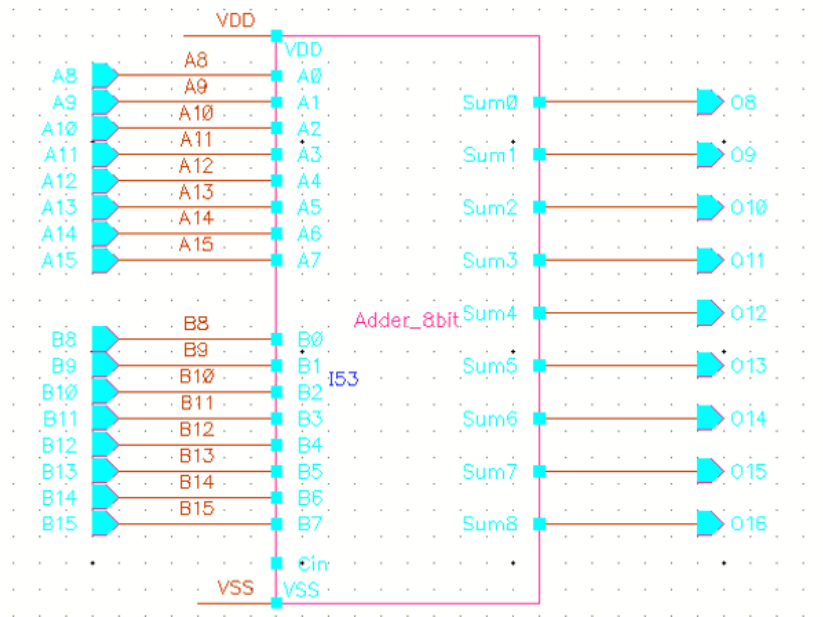 VDD
VDD
A8 A8 A0
A9 A9 A1 Sum0 O8
A10 A10 A2
A11 A11 A3 Sum1 O9
A12 A12 A4
A13 A13 A5 Sum2 O10
A14 A14 A6
A15 A15 A7 Sum3 O11
Adder_8bit Sum4 O12
B8 B8 B0
B9 B9 B1 Sum5 O13
I53
B10 B10 B2
B11 B11 B3 Sum6 O14
B12 B12 B4
B13 B13 B5 Sum7 O15
B14 B14 B6
B15 B15 B7 Sum8 O16
Cin
VSS VSS